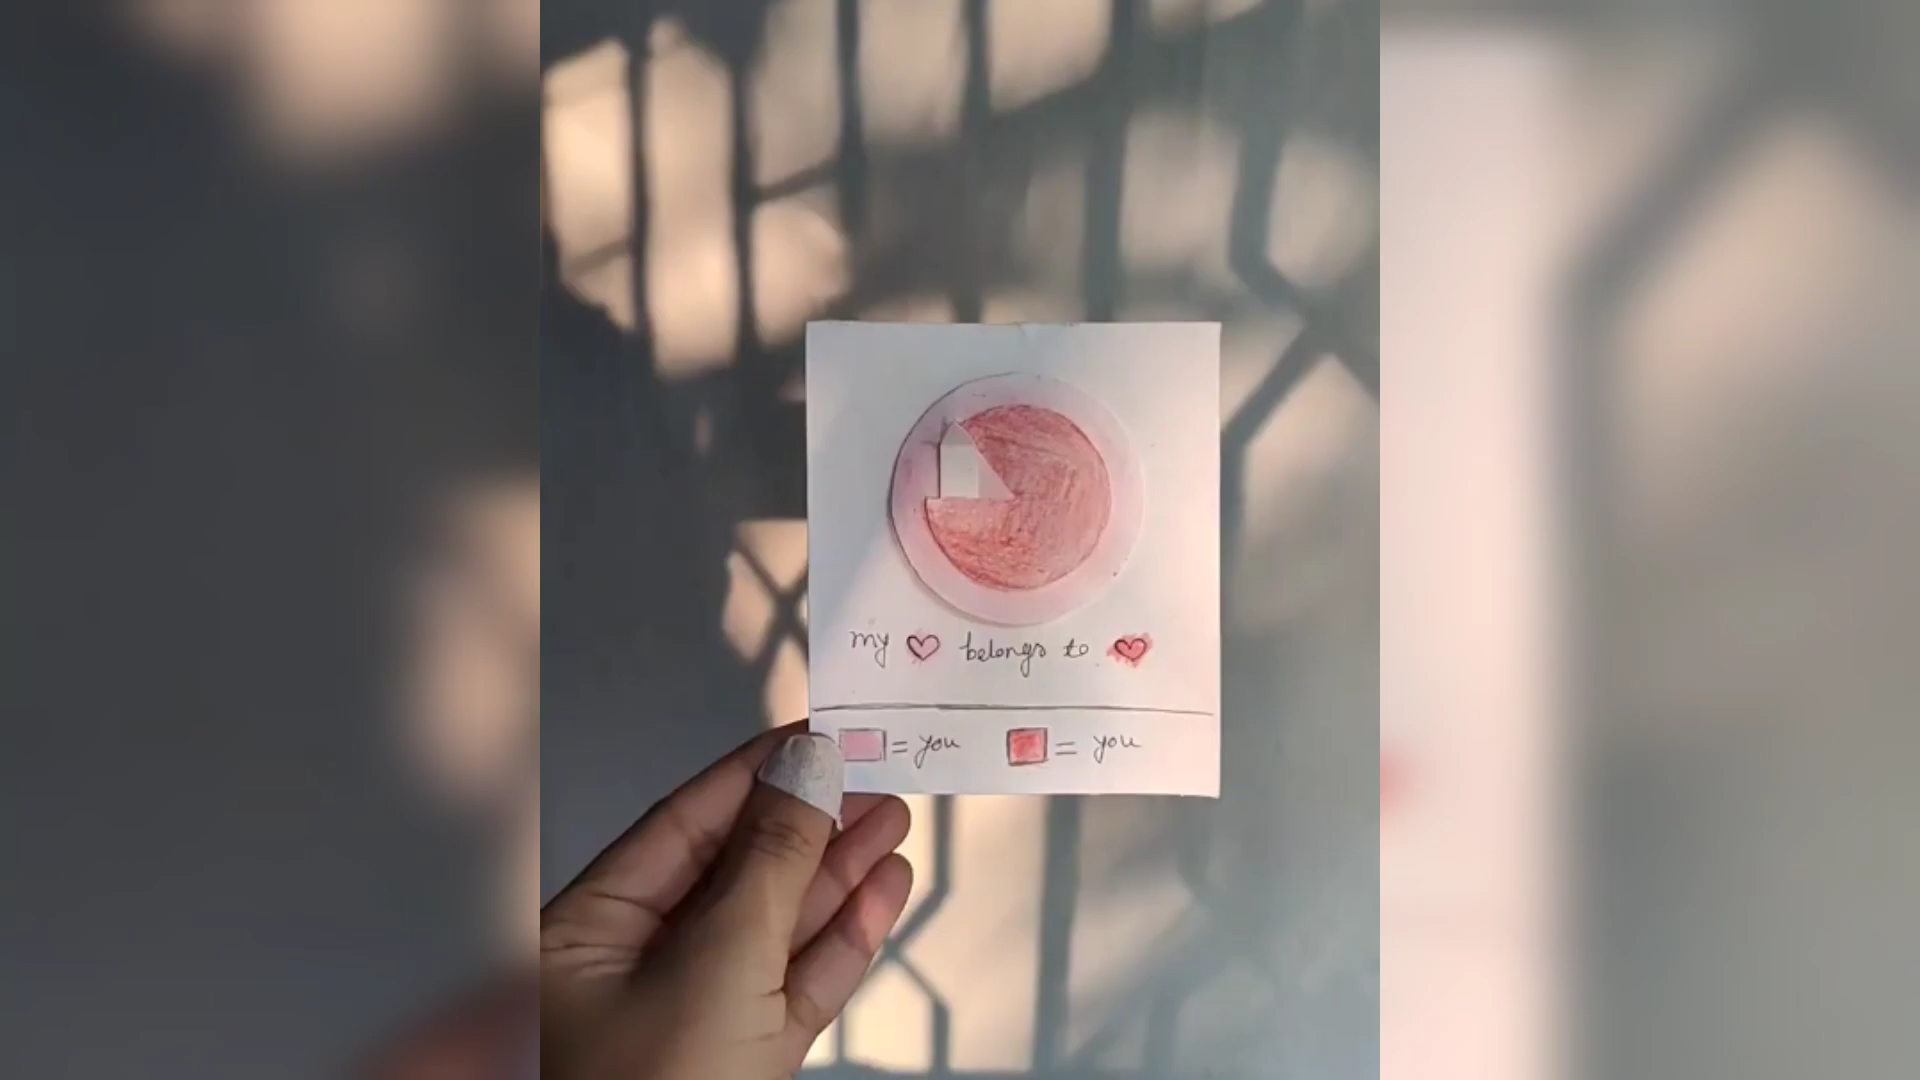 my ♡ belongs to ♡
= you = you